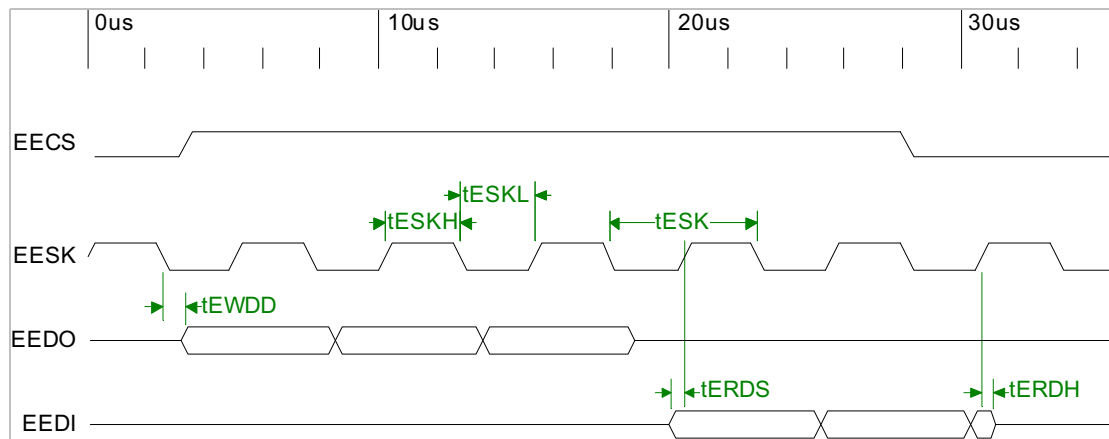 0us 10us 20us 30us
EECS
tESKL
tESKH tESK
EESK
tEWDD
EEDO
tERDS tERDH
EEDI